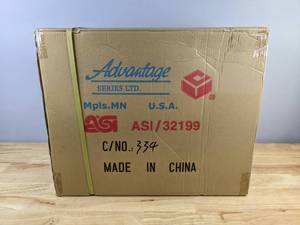 Advantage
SERIES LTD.
Mpls.MN U.S.A.
ASI ASI/32199
C/NO.: 334
MADE IN CHINA